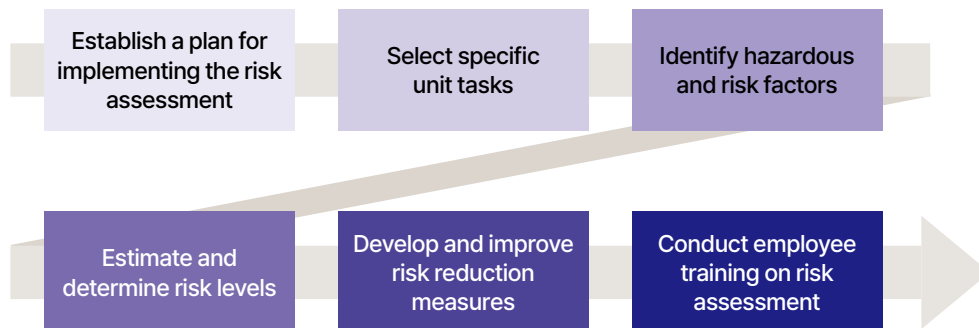 Establish a plan for
implementing the risk
assessment
Select specific
unit tasks
Identify hazardous
and risk factors
Estimate and
determine risk levels
Develop and improve
risk reduction
measures
Conduct employee
training on risk
assessment